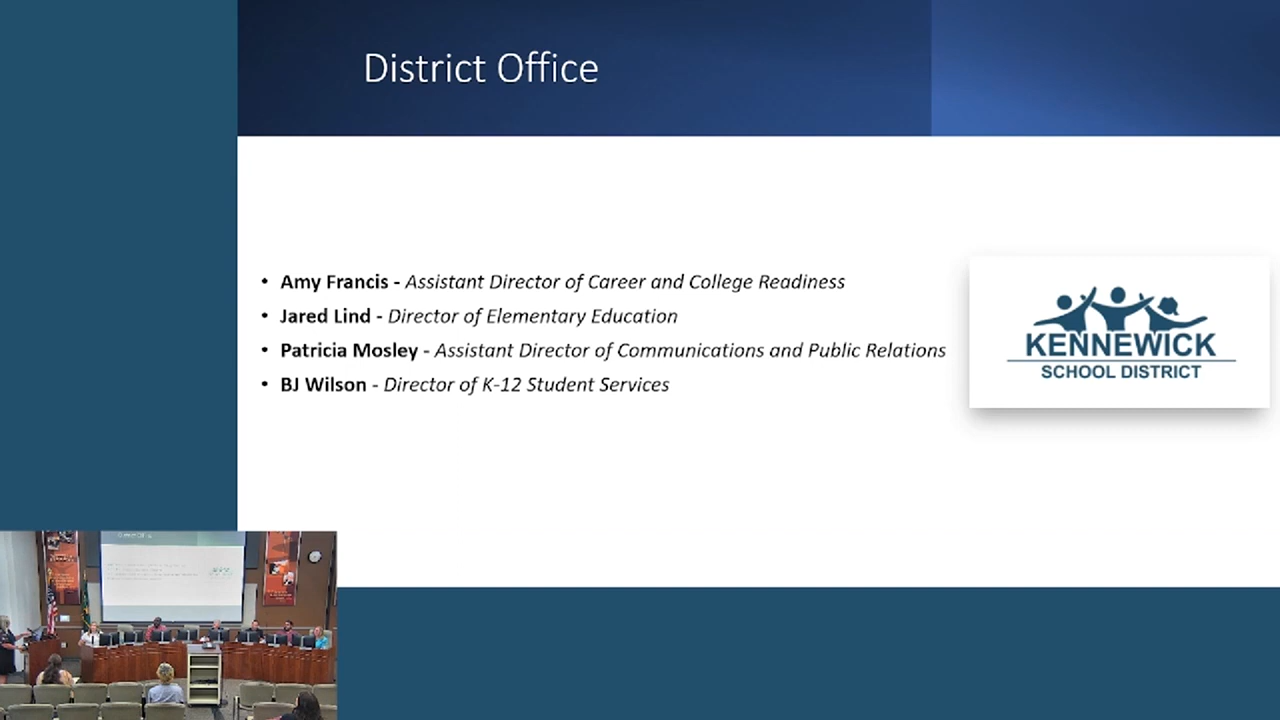 District Office
• Amy Francis - Assistant Director of Career and College Readiness
• Jared Lind - Director of Elementary Education
• Patricia Mosley - Assistant Director of Communications and Public Relations
• BJ Wilson - Director of K-12 Student Services
KENNEWICK
SCHOOL DISTRICT